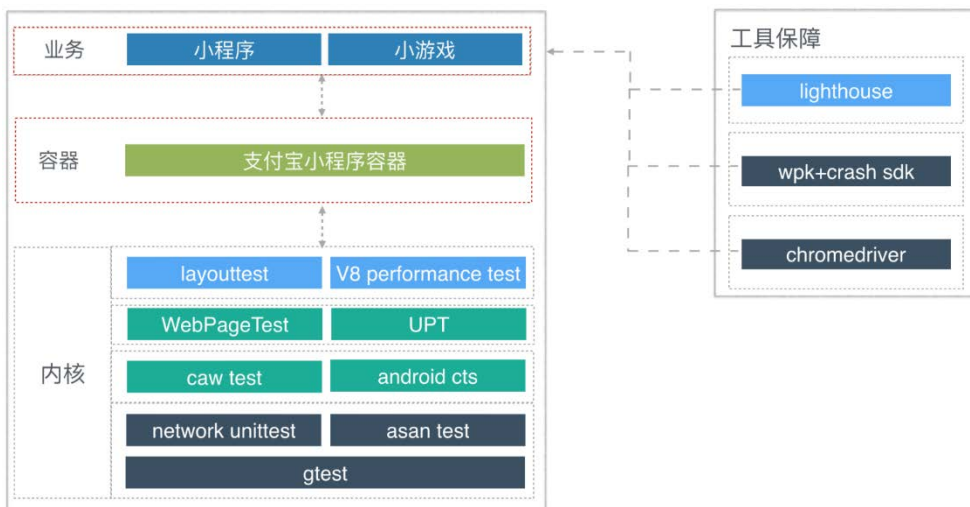 业务
小程序
小游戏
容器
支付宝小程序容器
内核
layouttest
V8 performance test
WebPageTest
UPT
caw test
android cts
network unittest
asan test
gtest
工具保障
lighthouse
wpk+crash sdk
chromedriver